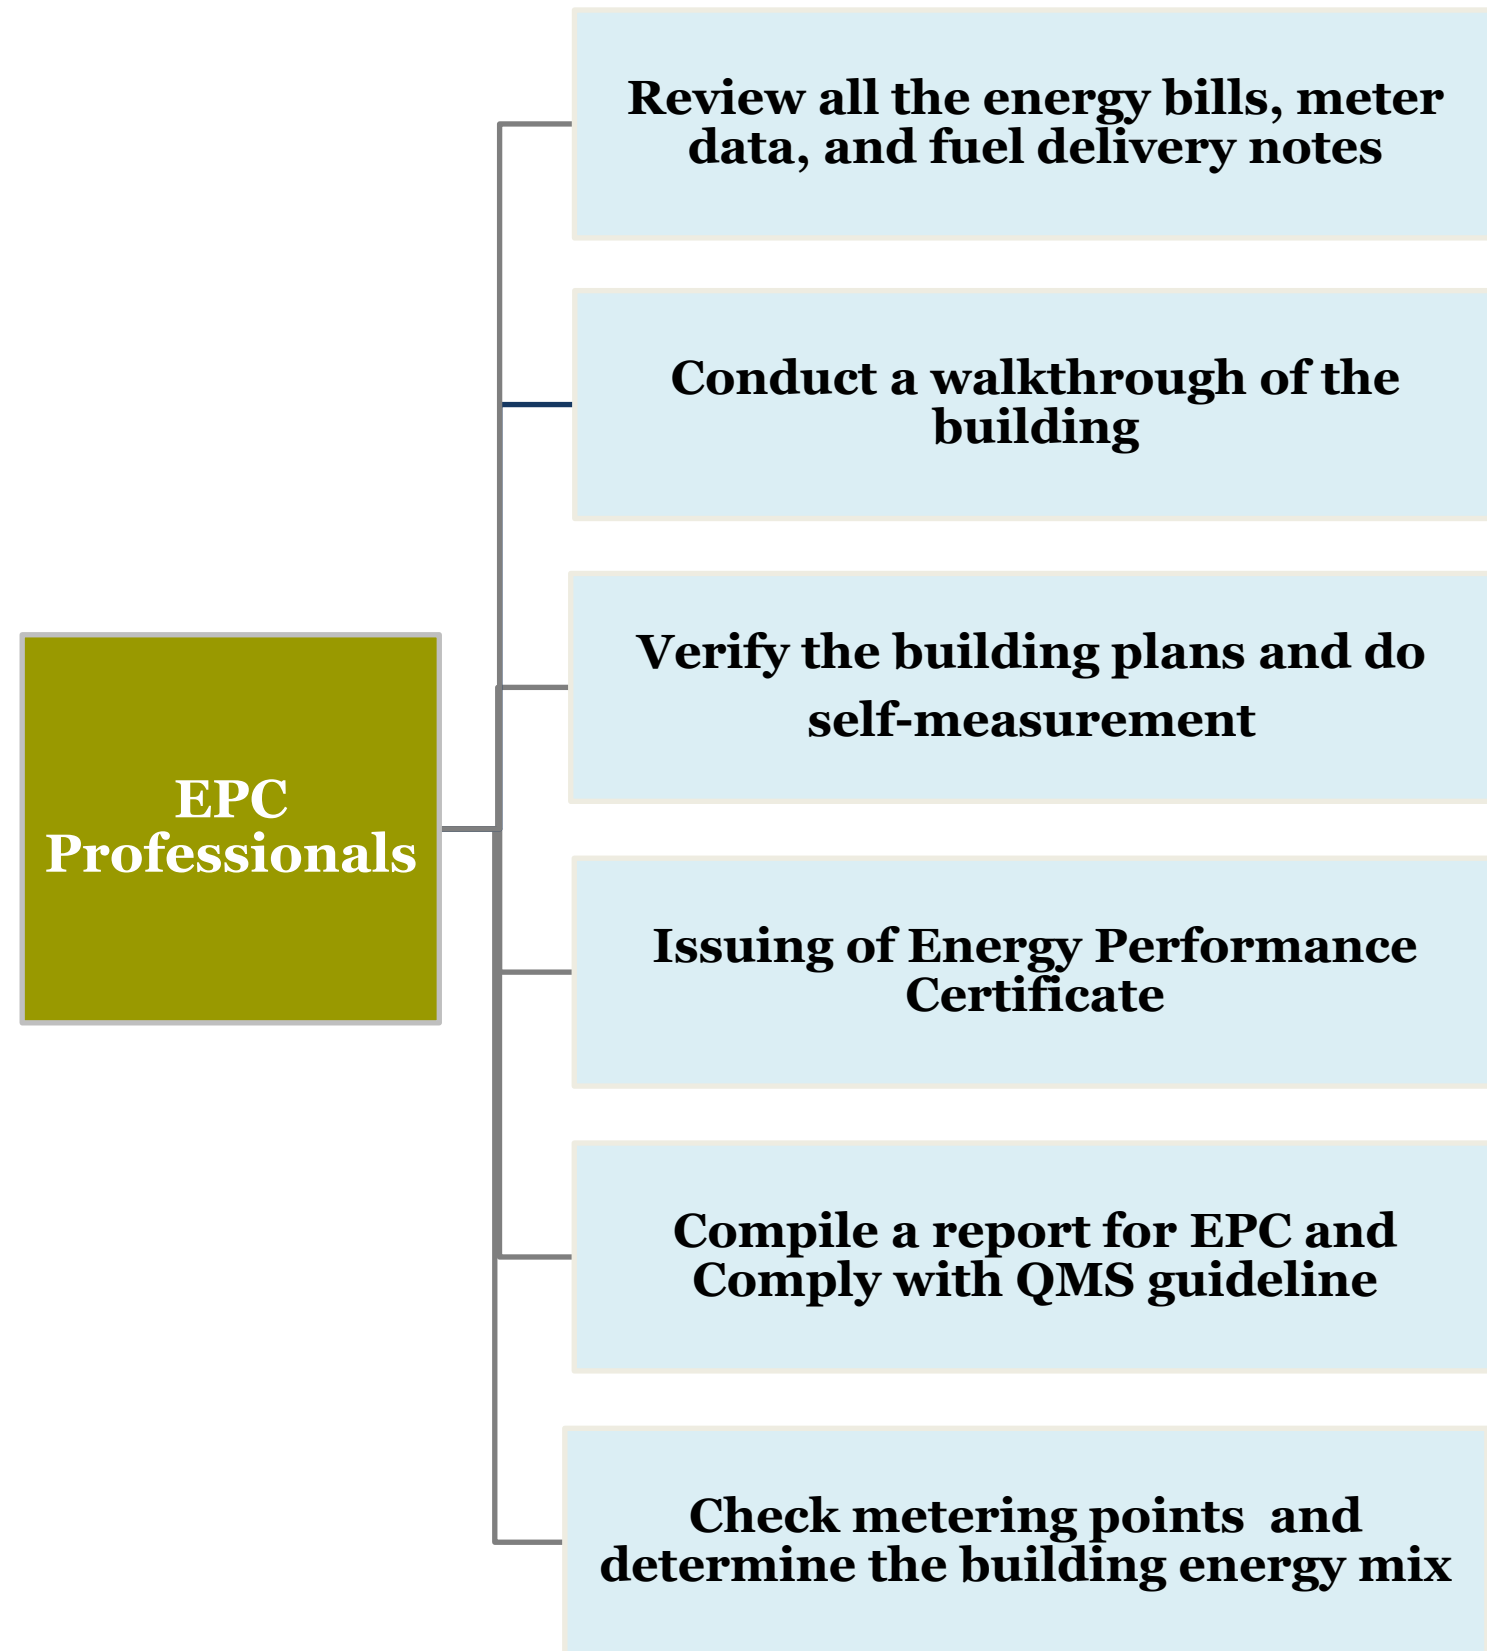 Review all the energy bills, meter
data, and fuel delivery notes
Conduct a walkthrough of the
building
Verify the building plans and do
self-measurement
EPC
Professionals
Issuing of Energy Performance
Certificate
Compile a report for EPC and
Comply with QMS guideline
Check metering points  and
determine the building energy mix